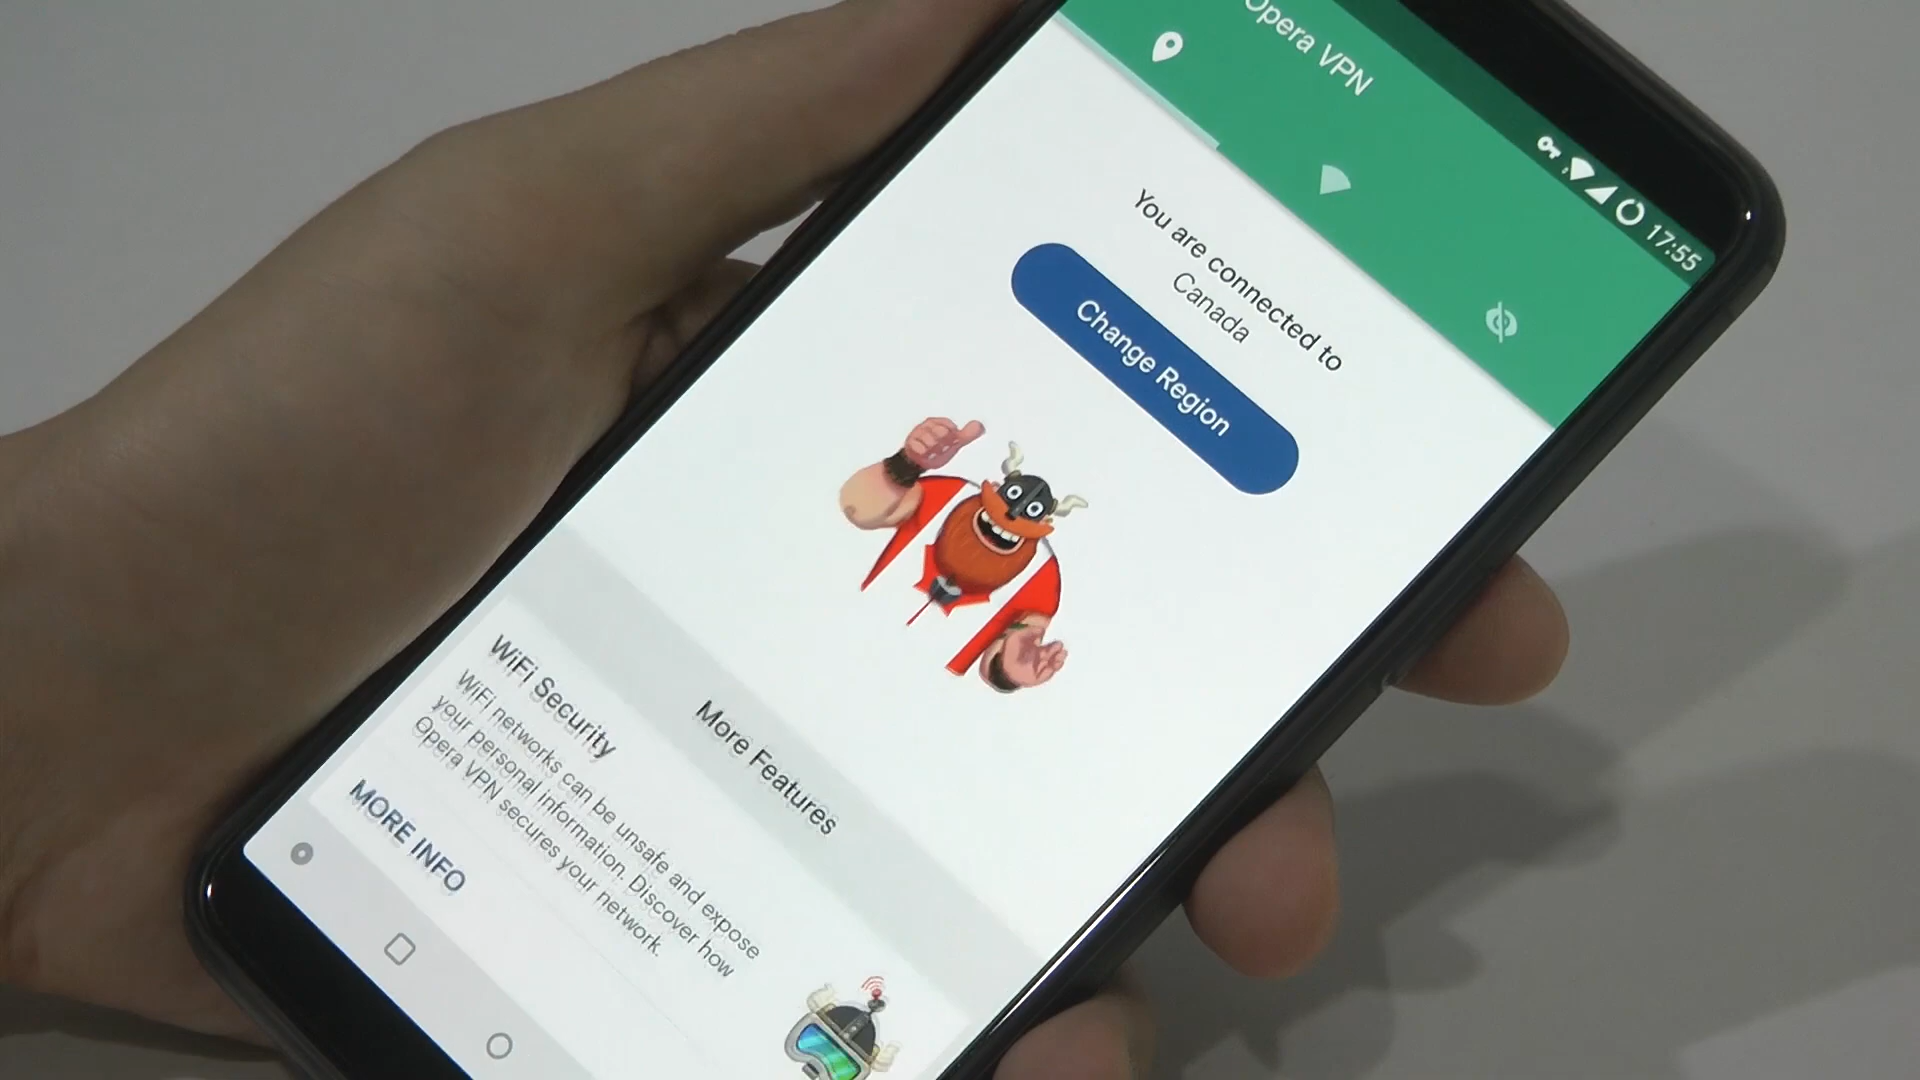 17:55
Opera VPN
You are connected to
Canada
Change Region
More Features
WiFi Security
WiFi networks can be unsafe and expose
your personal information. Discover how
Opera VPN secures your network.
MORE INFO